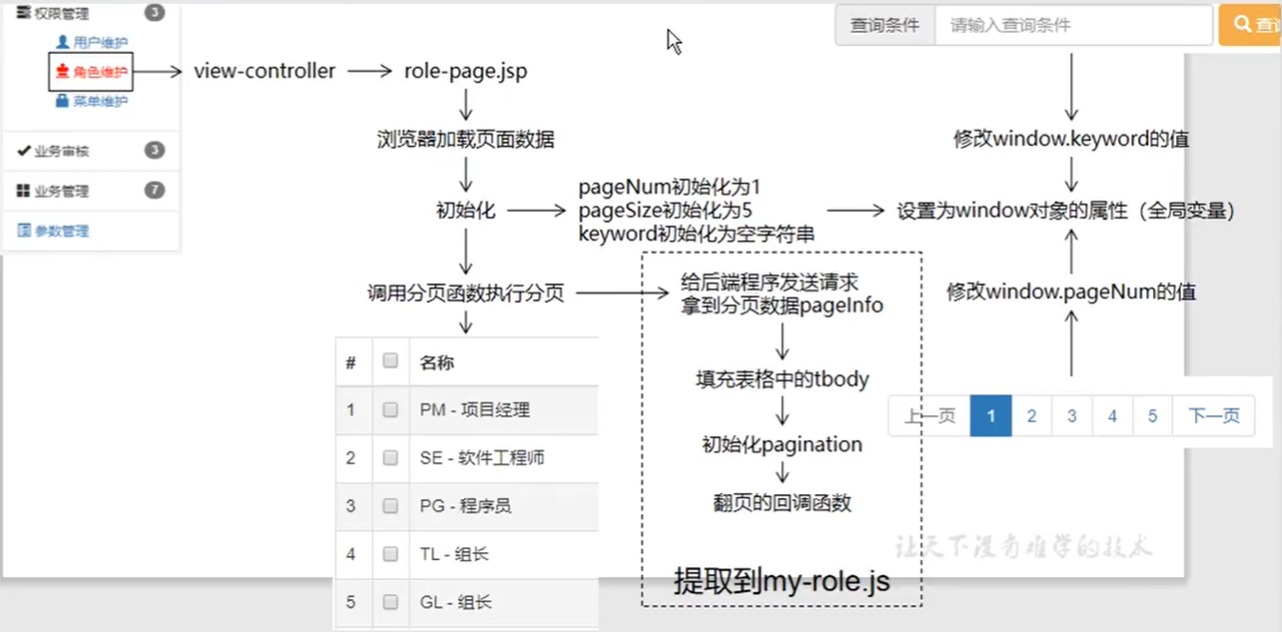 权限管理 3
用户维护
角色维护
菜单维护
业务审核 3
业务管理 7
参数管理
查询条件 请输入查询条件
view-controller
role-page.jsp
浏览器加载页面数据
初始化
pageNum初始化为1
pageSize初始化为5
keyword初始化为空字符串
修改window.keyword的值
设置为window对象的属性（全局变量）
修改window.pageNum的值
上一页 1 2 3 4 5 下一页
调用分页函数执行分页
给后端程序发送请求
拿到分页数据pageInfo
填充表格中的tbody
初始化pagination
翻页的回调函数
提取到my-role.js
# 名称
1 PM - 项目经理
2 SE - 软件工程师
3 PG - 程序员
4 TL - 组长
5 GL - 组长
让天下没有难学的技术